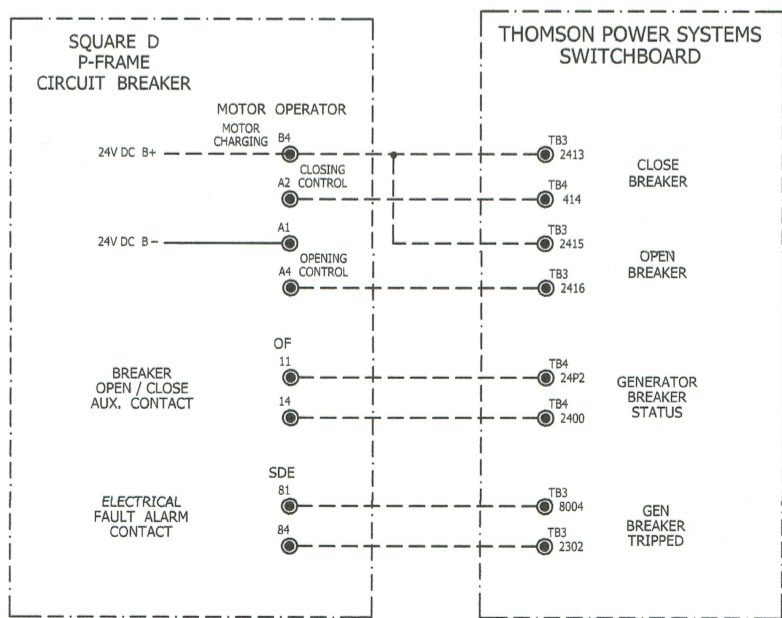 SQUARE D
P-FRAME
CIRCUIT BREAKER
THOMSON POWER SYSTEMS
SWITCHBOARD
MOTOR OPERATOR
MOTOR
CHARGING
B4
24V DC B+
TB3
2413
CLOSE
BREAKER
A2
CLOSING
CONTROL
TB4
414
A1
24V DC B-
TB3
2415
OPEN
BREAKER
A4
OPENING
CONTROL
TB3
2416
OF
11
BREAKER
OPEN / CLOSE
AUX. CONTACT
14
TB4
24P2
TB4
2400
GENERATOR
BREAKER
STATUS
SDE
81
ELECTRICAL
FAULT ALARM
CONTACT
84
TB3
8004
TB3
2302
GEN
BREAKER
TRIPPED